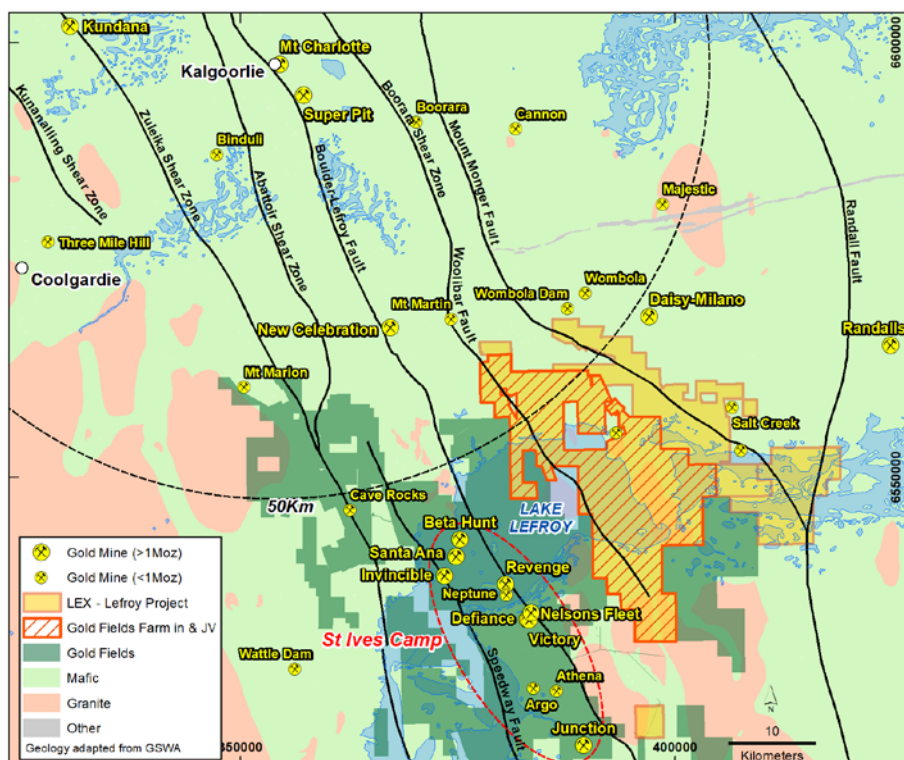 Kundana
Mt Charlotte
Kalgoorlie
Super Pit
Boorara
Cannon
Binduli
Kunanalling Shear Zone
Zuleika Shear Zone
Abattoir Shear Zone
Boulder-Lefroy Fault
Boorara Shear Zone
Mount Monger Fault
Majestic
Randall Fault
Three Mile Hill
Coolgardie
Woolibar Fault
Wombola
Wombola Dam
Daisy-Milano
Mt Martin
New Celebration
Randalls
Mt Marion
Salt Creek
Cave Rocks
50Km
LAKE
LEFROY
Beta Hunt
Santa Ana
Invincible
Revenge
Neptune
Nelsons Fleet
Defiance
Victory
St Ives Camp
Wattle Dam
Speedway Fault
Athena
Argo
Junction
6600000
6550000
350000
400000
N
10
Kilometers
Gold Mine (>1Moz)
Gold Mine (<1Moz)
LEX - Lefroy Project
Gold Fields Farm in & JV
Gold Fields
Mafic
Granite
Other
Geology adapted from GSWA